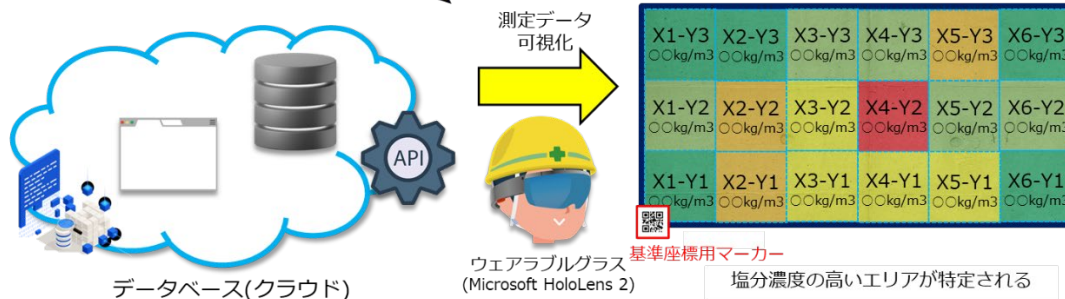 測定データ
可視化
API
データベース(クラウド)
ウェアラブルグラス
(Microsoft HoloLens 2)
X1-Y3 X2-Y3 X3-Y3 X4-Y3 X5-Y3 X6-Y3
○○kg/m3 ○○kg/m3 ○○kg/m3 ○○kg/m3 ○○kg/m3 ○○kg/m3
X1-Y2 X2-Y2 X3-Y2 X4-Y2 X5-Y2 X6-Y2
○○kg/m3 ○○kg/m3 ○○kg/m3 ○○kg/m3 ○○kg/m3 ○○kg/m3
X1-Y1 X2-Y1 X3-Y1 X4-Y1 X5-Y1 X6-Y1
○○kg/m3 ○○kg/m3 ○○kg/m3 ○○kg/m3 ○○kg/m3 ○○kg/m3
基準座標用マーカー
塩分濃度の高いエリアが特定される